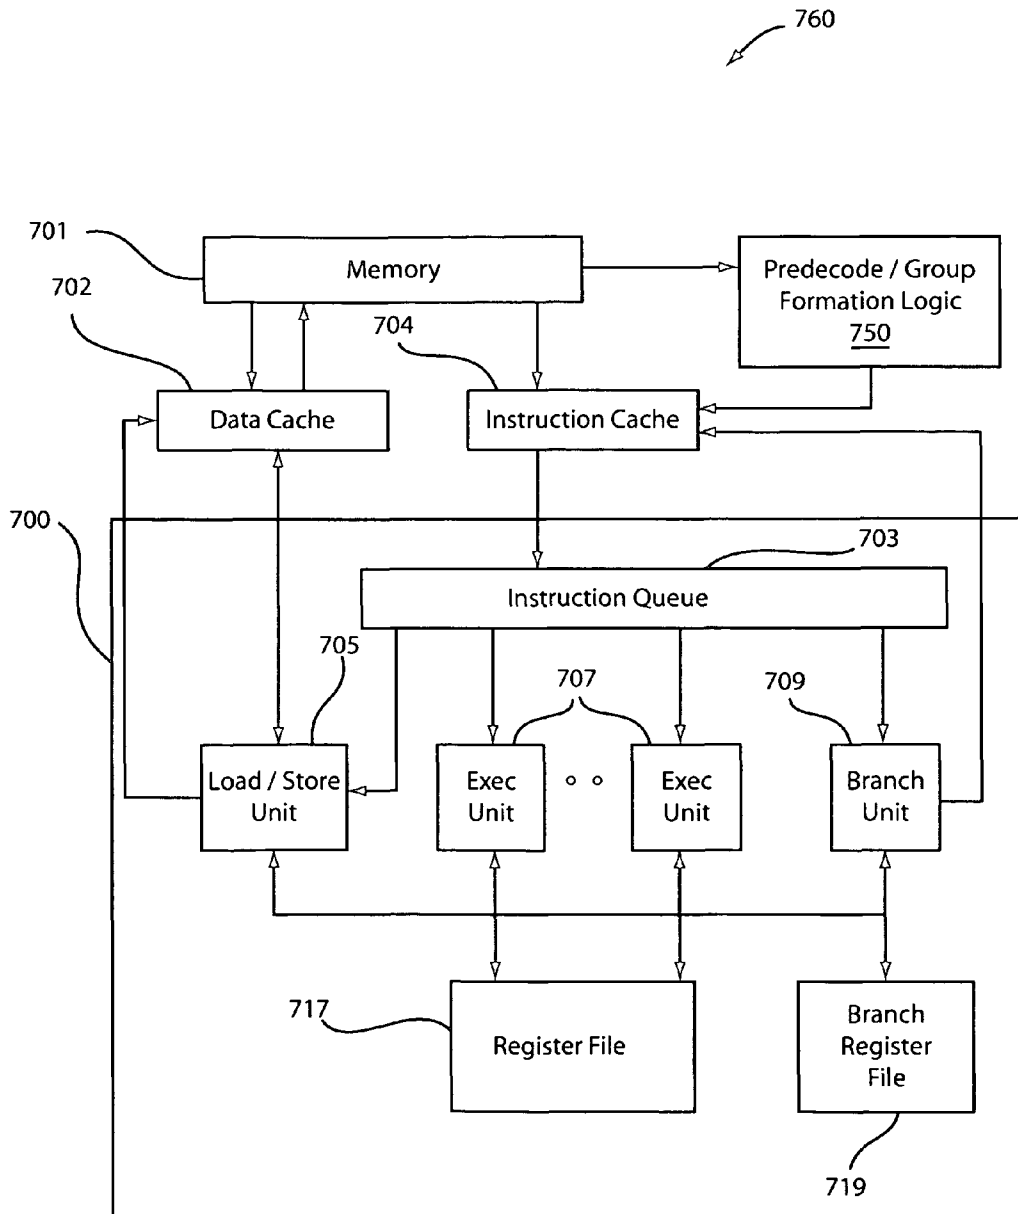 760
701
Memory
Predecode / Group
Formation Logic
750
702
704
Data Cache
Instruction Cache
700
703
Instruction Queue
705
707
709
Load / Store
Unit
Exec
Unit
Exec
Unit
Branch
Unit
717
Register File
Branch
Register
File
719